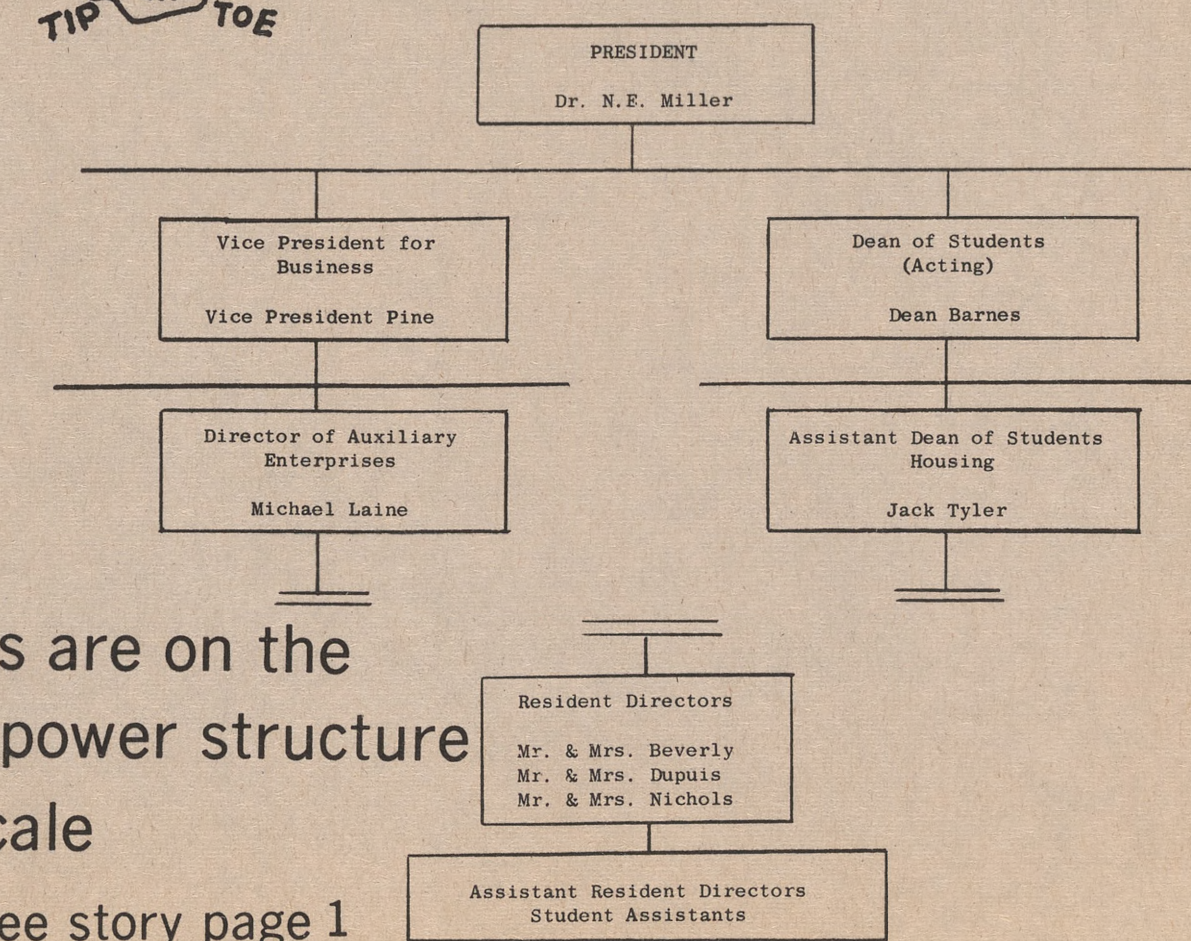 TIP TOE
PRESIDENT
Dr. N.E. Miller
Vice President for
Business
Vice President Pine
Dean of Students
(Acting)
Dean Barnes
Director of Auxiliary
Enterprises
Michael Laine
Assistant Dean of Students
Housing
Jack Tyler
s are on the
power structure
cale
ee story page 1
Resident Directors
Mr. & Mrs. Beverly
Mr. & Mrs. Dupuis
Mr. & Mrs. Nichols
Assistant Resident Directors
Student Assistants